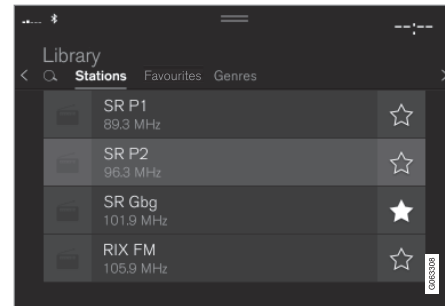 --:--
Library
Stations Favourites Genres
SR P1
89.3 MHz
SR P2
96.3 MHz
SR Gbg
101.9 MHz
RIX FM
105.9 MHz
G063308